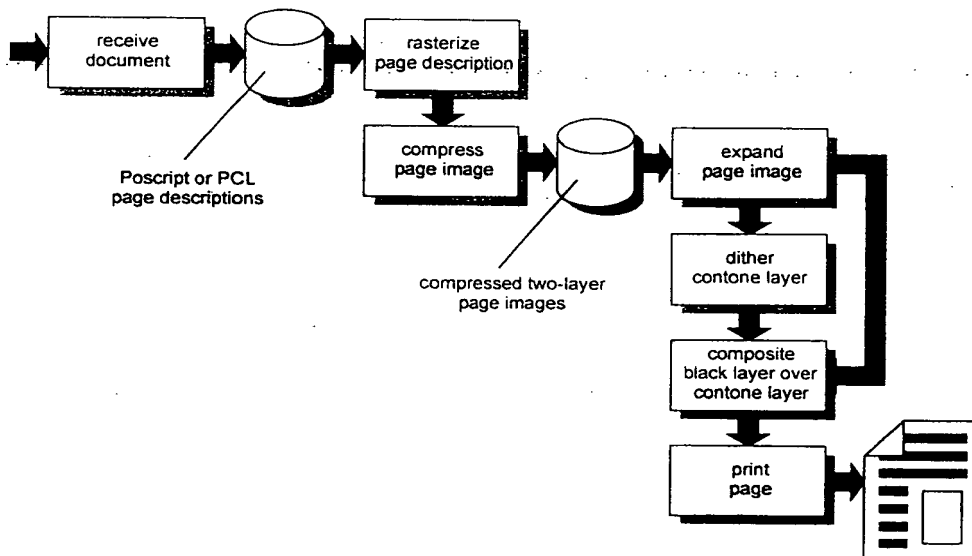 receive
document
rasterize
page description
compress
page image
expand
page image
Poscript or PCL
page descriptions
dither
contone layer
compressed two-layer
page images
composite
black layer over
contone layer
print
page